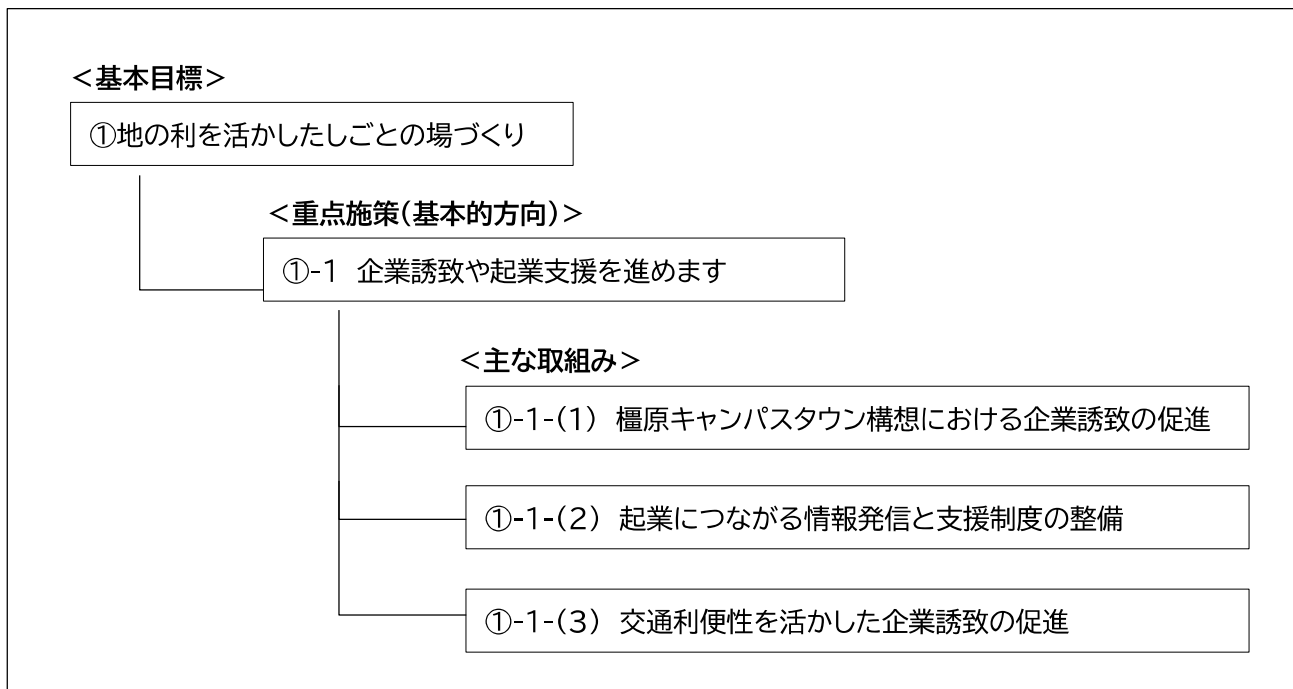 ＜基本目標＞
①地の利を活かしたしごとの場づくり
＜重点施策（基本的方向）＞
①-1　企業誘致や起業支援を進めます
＜主な取組み＞
①-1-（1）　橿原キャンパスタウン構想における企業誘致の促進
①-1-（2）　起業につながる情報発信と支援制度の整備
①-1-（3）　交通利便性を活かした企業誘致の促進